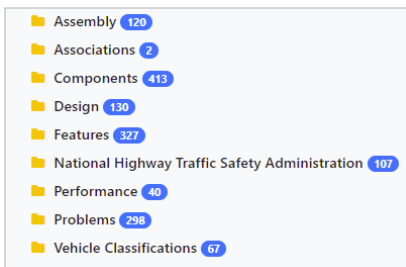 Assembly 120
Associations 2
Components 413
Design 130
Features 327
National Highway Traffic Safety Administration 107
Performance 40
Problems 298
Vehicle Classifications 67